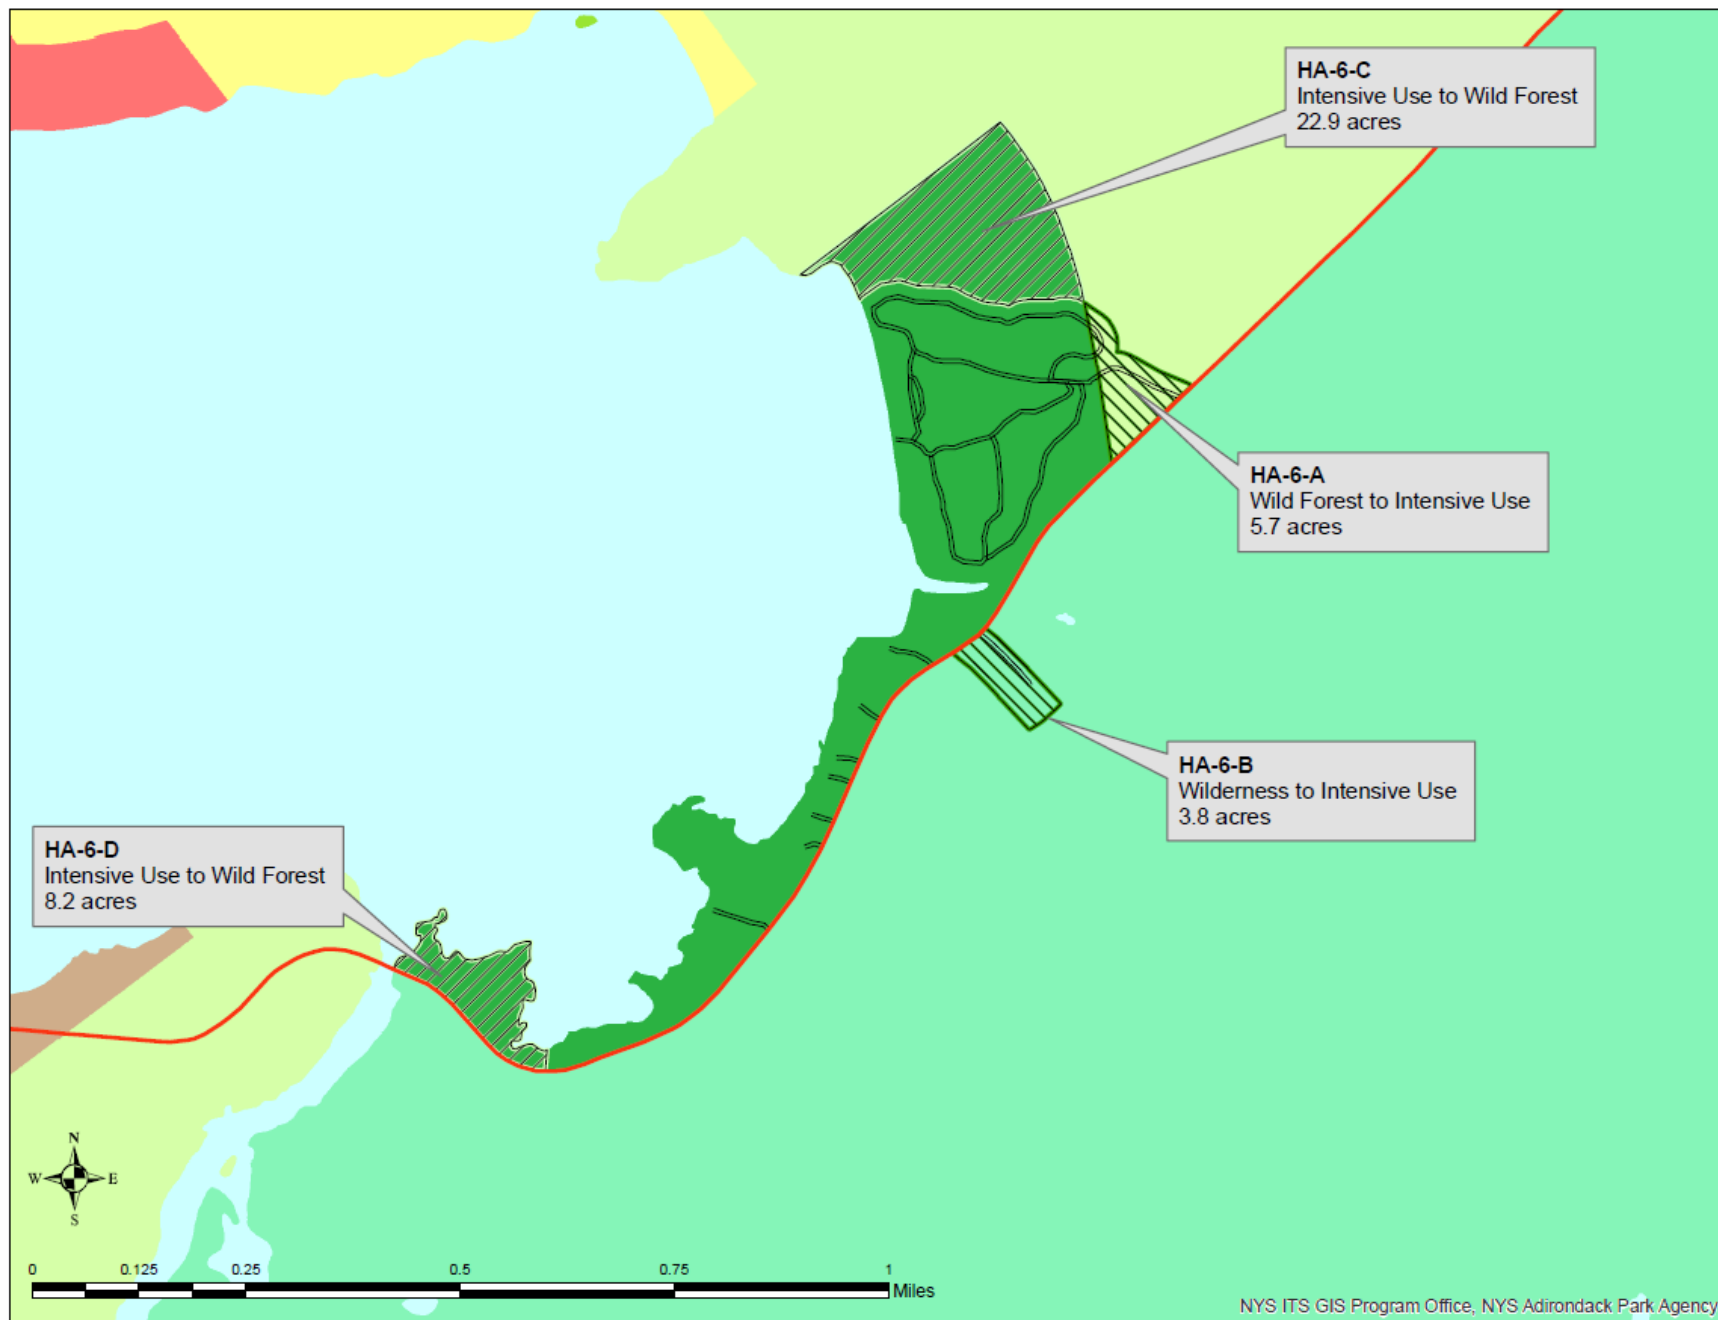 HA-6-C
Intensive Use to Wild Forest
22.9 acres
HA-6-A
Wild Forest to Intensive Use
5.7 acres
HA-6-B
Wilderness to Intensive Use
3.8 acres
HA-6-D
Intensive Use to Wild Forest
8.2 acres
N
W E
S
0 0.125 0.25 0.5 0.75 1
Miles
NYS ITS GIS Program Office, NYS Adirondack Park Agency